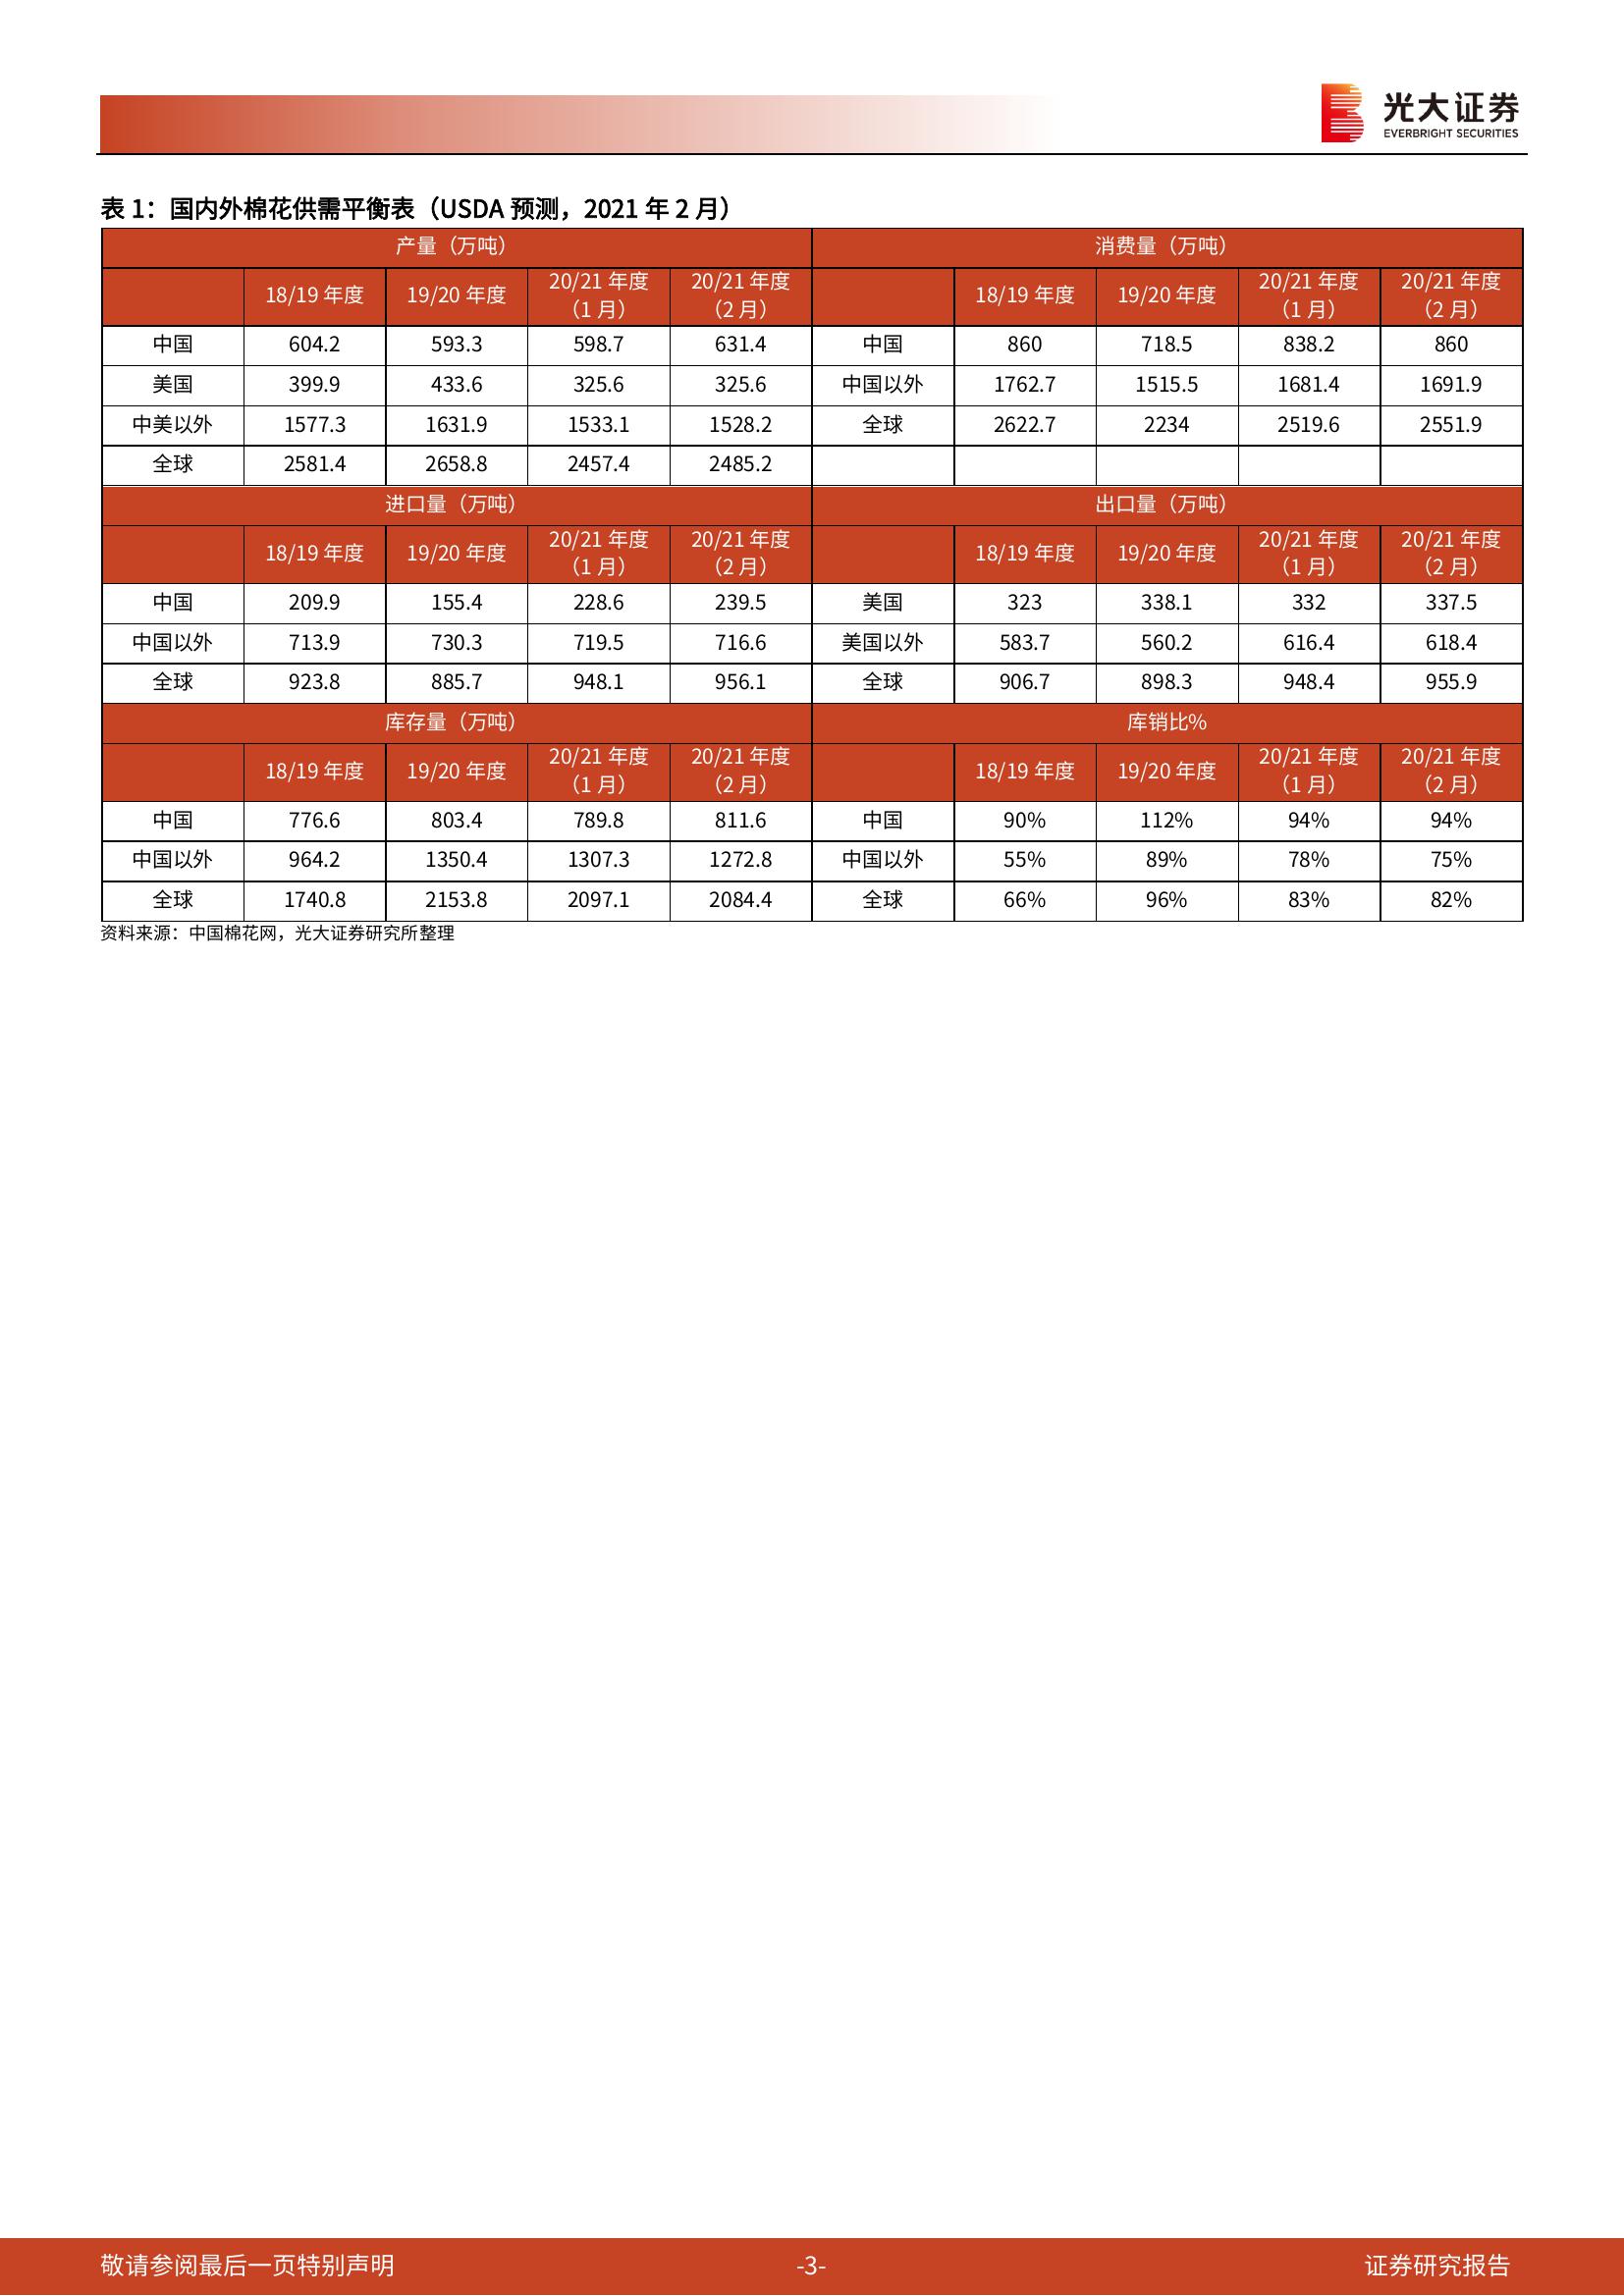 光大证券
EVERBRIGHT SECURITIES
表 1：国内外棉花供需平衡表（USDA 预测，2021 年 2 月）
产量（万吨） 消费量（万吨）
18/19 年度 19/20 年度 20/21 年度（1 月） 20/21 年度（2 月） 18/19 年度 19/20 年度 20/21 年度（1 月） 20/21 年度（2 月）
中国 604.2 593.3 598.7 631.4 中国 860 718.5 838.2 860
美国 399.9 433.6 325.6 325.6 中国以外 1762.7 1515.5 1681.4 1691.9
中美以外 1577.3 1631.9 1533.1 1528.2 全球 2622.7 2234 2519.6 2551.9
全球 2581.4 2658.8 2457.4 2485.2
进口量（万吨） 出口量（万吨）
18/19 年度 19/20 年度 20/21 年度（1 月） 20/21 年度（2 月） 18/19 年度 19/20 年度 20/21 年度（1 月） 20/21 年度（2 月）
中国 209.9 155.4 228.6 239.5 美国 323 338.1 332 337.5
中国以外 713.9 730.3 719.5 716.6 美国以外 583.7 560.2 616.4 618.4
全球 923.8 885.7 948.1 956.1 全球 906.7 898.3 948.4 955.9
库存量（万吨） 库销比%
18/19 年度 19/20 年度 20/21 年度（1 月） 20/21 年度（2 月） 18/19 年度 19/20 年度 20/21 年度（1 月） 20/21 年度（2 月）
中国 776.6 803.4 789.8 811.6 中国 90% 112% 94% 94%
中国以外 964.2 1350.4 1307.3 1272.8 中国以外 55% 89% 78% 75%
全球 1740.8 2153.8 2097.1 2084.4 全球 66% 96% 83% 82%
资料来源：中国棉花网，光大证券研究所整理
敬请参阅最后一页特别声明 -3- 证券研究报告